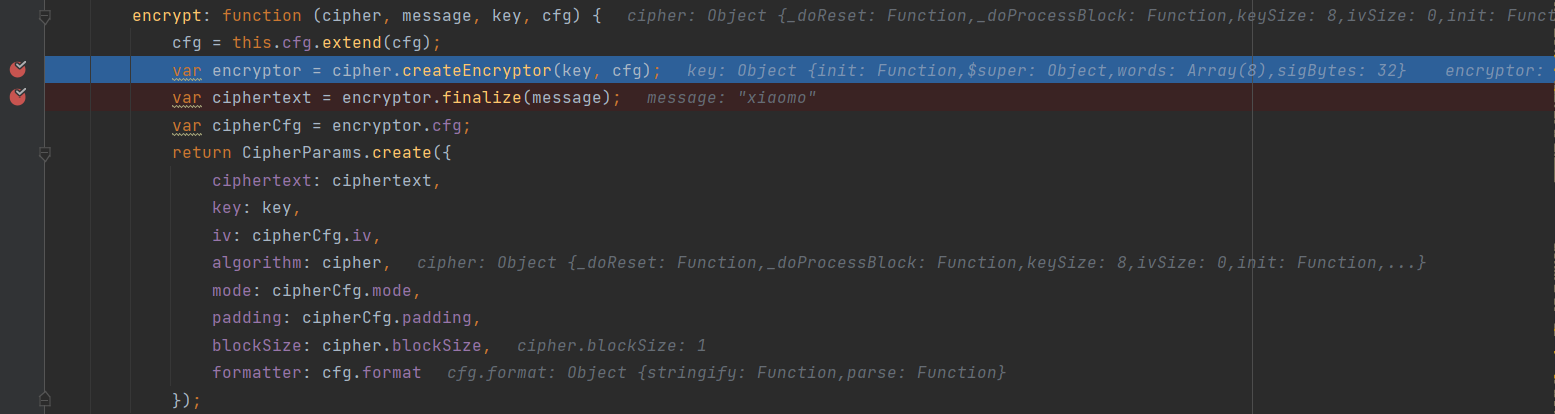 encrypt: function (cipher, message, key, cfg) {   cipher: Object {_doReset: Function,_doProcessBlock: Function,keySize: 8,ivSize: 0,init: Funct
cfg = this.cfg.extend(cfg);
var encryptor = cipher.createEncryptor(key, cfg);   key: Object {init: Function,$super: Object,words: Array(8),sigBytes: 32}   encryptor:
var ciphertext = encryptor.finalize(message);   message: "xiaomo"
var cipherCfg = encryptor.cfg;
return CipherParams.create({
ciphertext: ciphertext,
key: key,
iv: cipherCfg.iv,
algorithm: cipher,   cipher: Object {_doReset: Function,_doProcessBlock: Function,keySize: 8,ivSize: 0,init: Function,...}
mode: cipherCfg.mode,
padding: cipherCfg.padding,
blockSize: cipher.blockSize,   cipher.blockSize: 1
formatter: cfg.format   cfg.format: Object {stringify: Function,parse: Function}
});